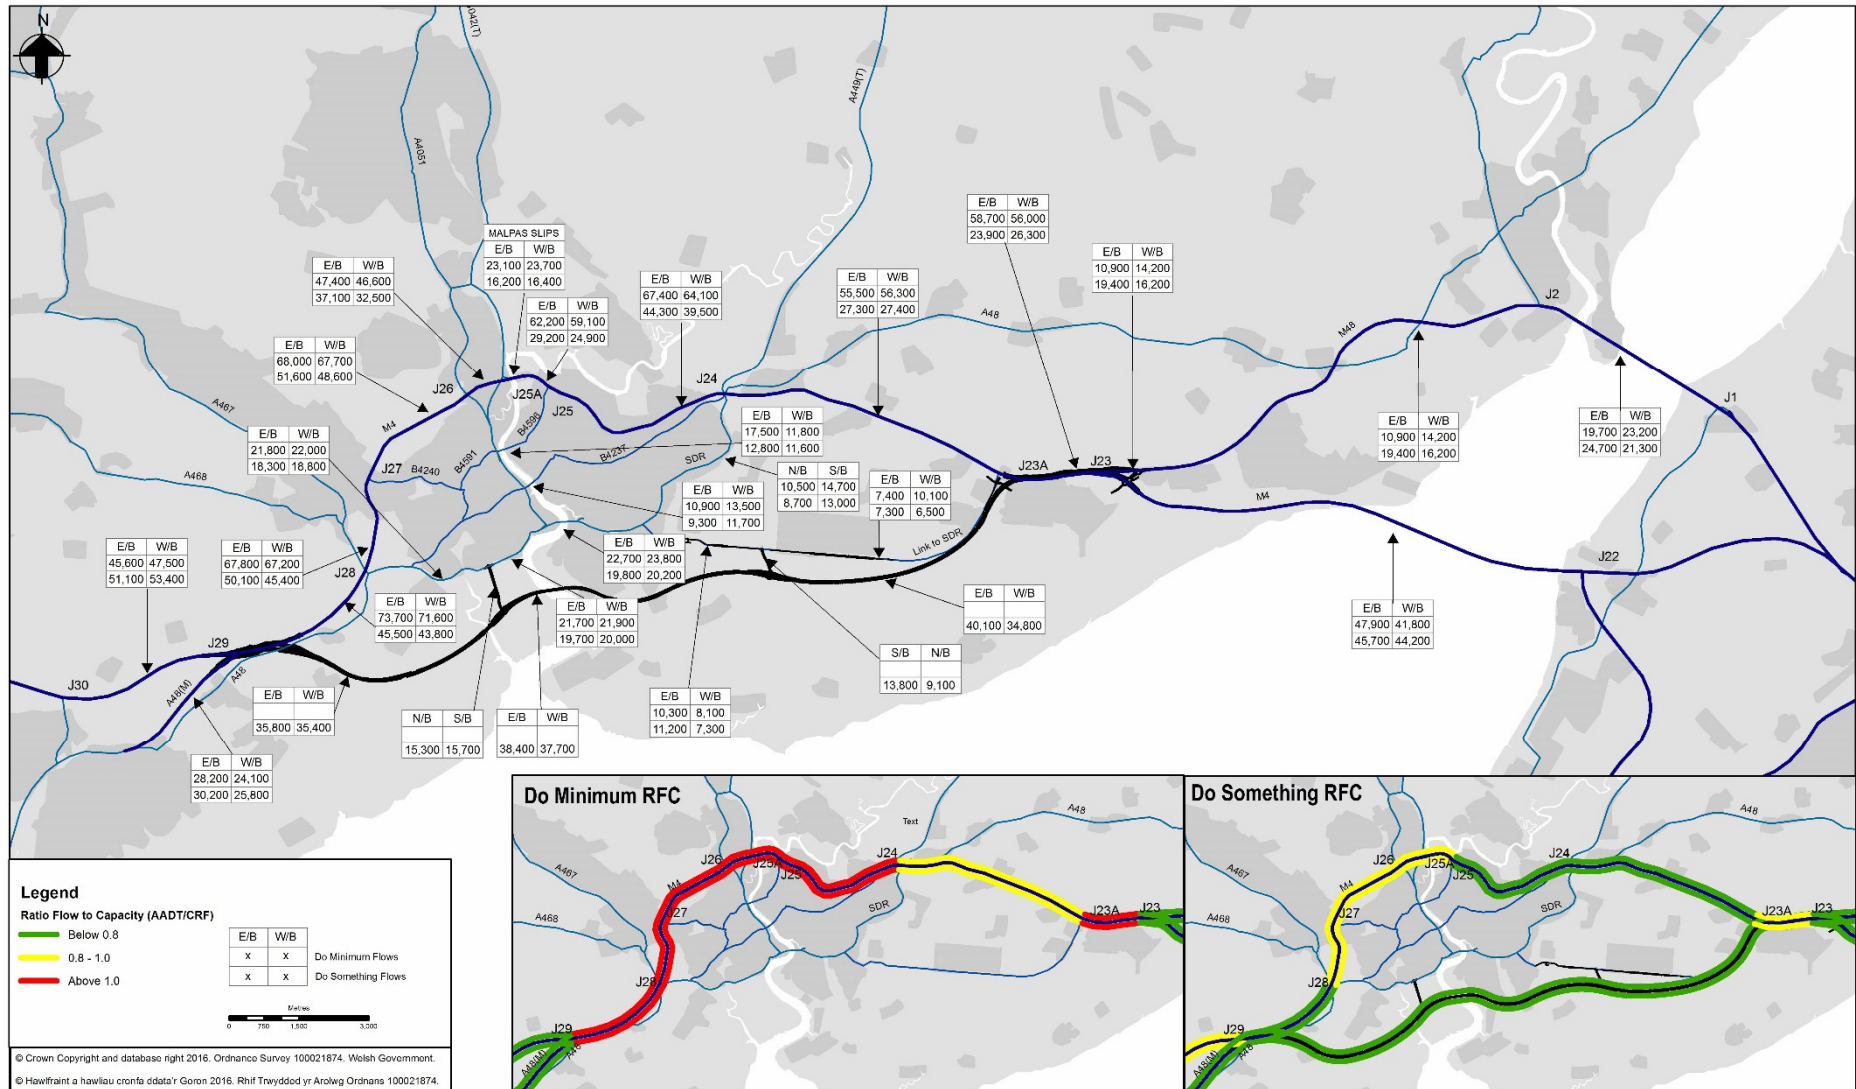 N
A042(T)
A4051
A449(T)
MALPAS SLIPS
E/B W/B
23,100 23,700
16,200 16,400
E/B W/B
47,400 46,600
37,100 32,500
E/B W/B
62,200 59,100
29,200 24,900
E/B W/B
67,400 64,100
44,300 39,500
E/B W/B
55,500 56,300
27,300 27,400
E/B W/B
58,700 56,000
23,900 26,300
E/B W/B
10,900 14,200
19,400 16,200
E/B W/B
68,000 67,700
51,600 48,600
J26
J25A
J25
J24
A48
M48
J2
J1
A467
M4
E/B W/B
21,800 22,000
18,300 18,800
J27
B4240
B4591
B4596
B4237
SDR
E/B W/B
17,500 11,800
12,800 11,600
N/B S/B
10,500 14,700
8,700 13,000
E/B W/B
10,900 13,500
9,300 11,700
E/B W/B
7,400 10,100
7,300 6,500
J23A
J23
E/B W/B
10,900 14,200
19,400 16,200
E/B W/B
19,700 23,200
24,700 21,300
A468
M4
Link to SDR
E/B W/B
45,600 47,500
51,100 53,400
E/B W/B
67,800 67,200
50,100 45,400
J28
E/B W/B
22,700 23,800
19,800 20,200
J22
E/B W/B
73,700 71,600
45,500 43,800
E/B W/B
21,700 21,900
19,700 20,000
E/B W/B
40,100 34,800
E/B W/B
47,900 41,800
45,700 44,200
J29
J30
A48(M)
A48
S/B N/B
13,800 9,100
E/B W/B
35,800 35,400
N/B S/B
15,300 15,700
E/B W/B
38,400 37,700
E/B W/B
10,300 8,100
11,200 7,300
E/B W/B
28,200 24,100
30,200 25,800
Do Minimum RFC
Text
A48
J24
J26
J25A
J25
A467
M4
J27
SDR
J23A
J23
A468
J28
J29
A48(M)
A48
Do Something RFC
A48
J24
J26
J25A
J25
A467
M4
J27
SDR
J23A
J23
A468
J28
J29
A48(M)
A48
Legend
Ratio Flow to Capacity (AADT/CRF)
Below 0.8
0.8 - 1.0
Above 1.0
E/B W/B
x x Do Minimum Flows
x x Do Something Flows
Metres
0 750 1,500 3,000
© Crown Copyright and database right 2016. Ordnance Survey 100021874. Welsh Government.
© Hawlfraint a hawliau cronfa ddata'r Goron 2016. Rhif Trwydded yr Arolwg Ordnans 100021874.